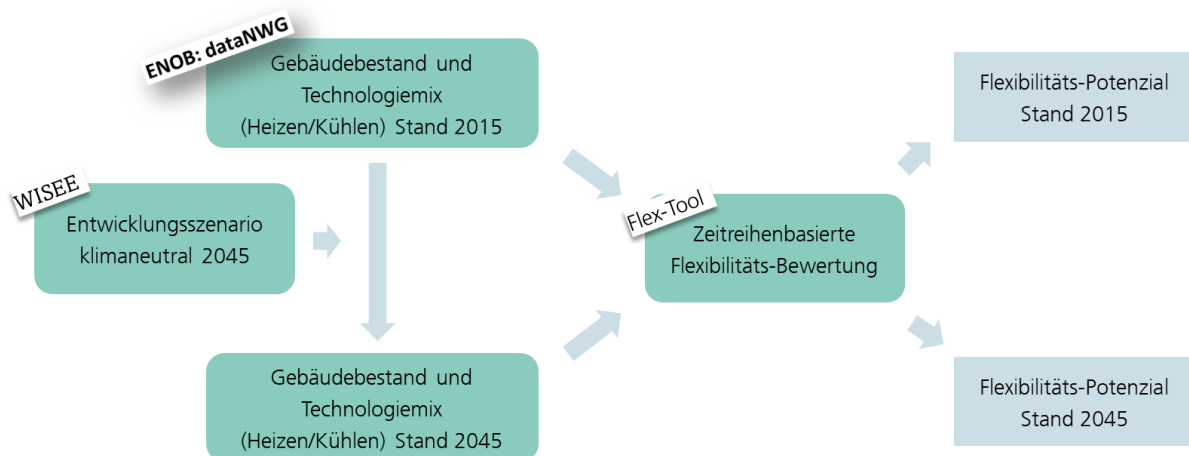 ENOB: dataNWG
Gebäudebestand und
Technologiemix
(Heizen/Kühlen) Stand 2015
WISEE
Entwicklungsszenario
klimaneutral 2045
Gebäudebestand und
Technologiemix
(Heizen/Kühlen) Stand 2045
Flex-Tool
Zeitreihenbasierte
Flexibilitäts-Bewertung
Flexibilitäts-Potenzial
Stand 2015
Flexibilitäts-Potenzial
Stand 2045